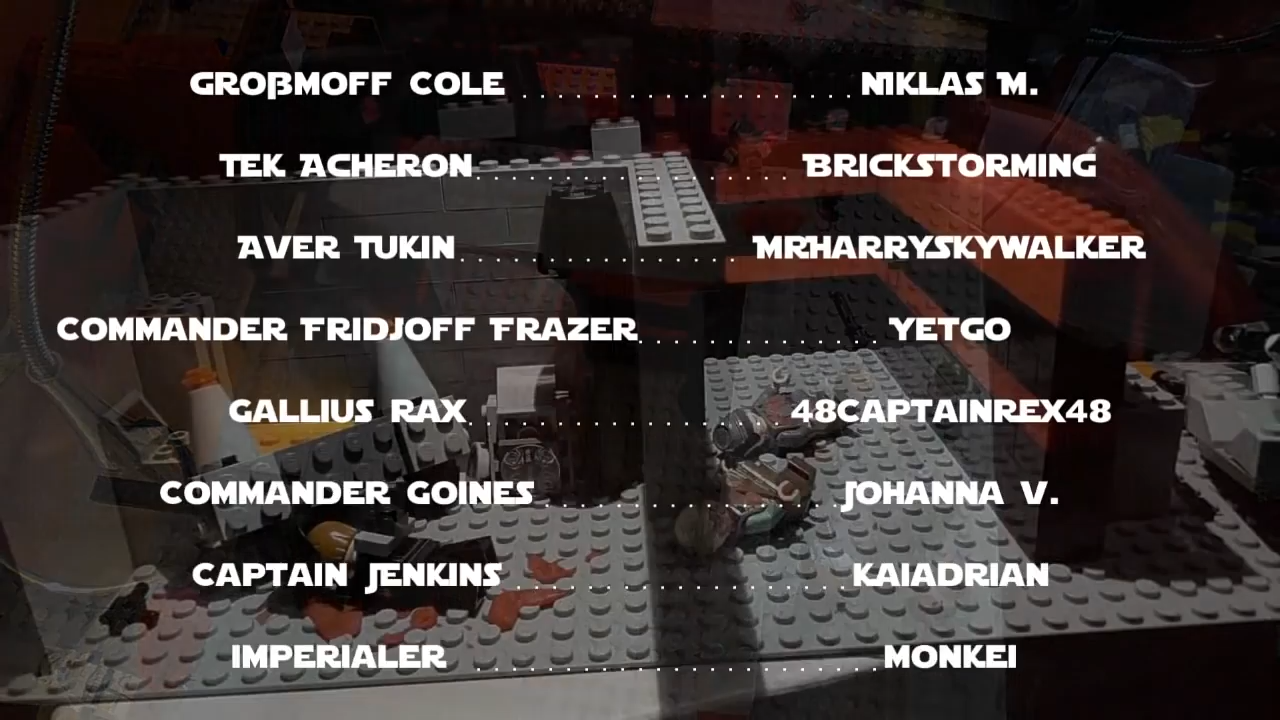 GROẞMOFF COLE . . . . . . . . . . . . . . . . . . NIKLAS M.
TEK ACHERON . . . . . . . . . . . . . . . . . . BRICKSTORMING
AVER TUKIN . . . . . . . . . . . . . . . . MRHARRYSKYWALKER
COMMANDER FRIDJOFF FRAZER . . . . . . . . . . . . . YETGO
GALLIUS RAX . . . . . . . . . . . . . . . . . 48CAPTAINREX48
COMMANDER GOINES . . . . . . . . . . . . . . . . JOHANNA V.
CAPTAIN JENKINS . . . . . . . . . . . . . . . . . . KAIADRIAN
IMPERIALER . . . . . . . . . . . . . . . . . . . . . MONKEI